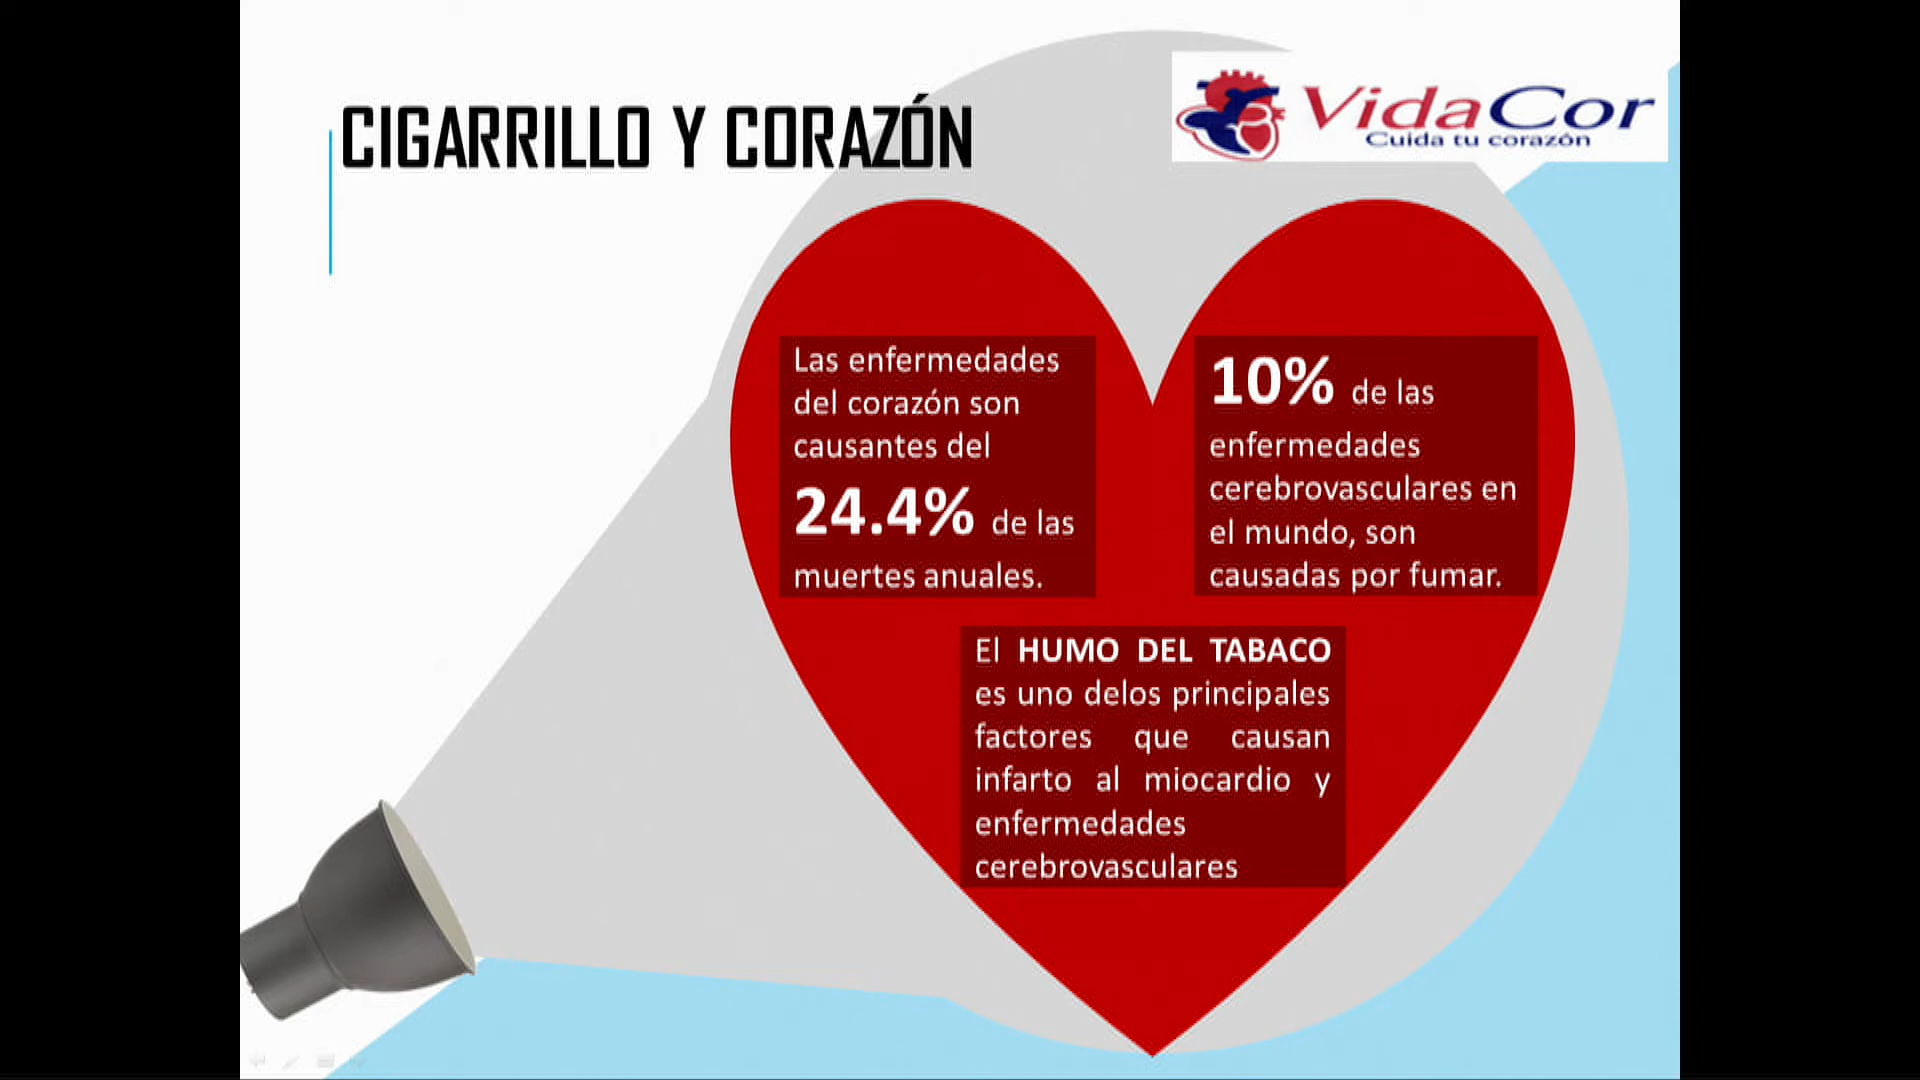 CIGARRILLO Y CORAZÓN
VidaCor
Cuida tu corazón
Las enfermedades
del corazón son
causantes del
24.4% de las
muertes anuales.
10% de las
enfermedades
cerebrovasculares en
el mundo, son
causadas por fumar.
El HUMO DEL TABACO
es uno delos principales
factores que causan
infarto al miocardio y
enfermedades
cerebrovasculares